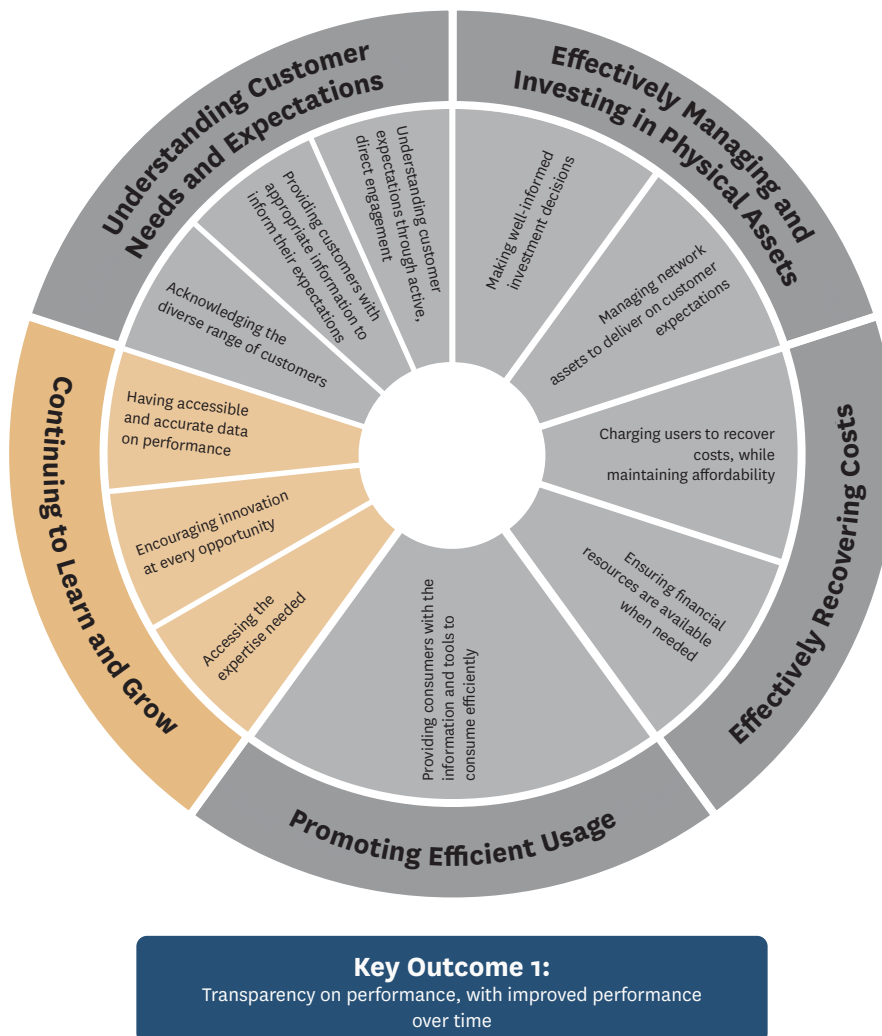 Understanding Customer
Needs and Expectations
Effectively Managing and
Investing in Physical Assets
Effectively Recovering Costs
Promoting Efficient Usage
Continuing to Learn and Grow
Understanding customer
expectations through active,
direct engagement
Providing customers with
appropriate information to
inform their expectations
Acknowledging the
diverse range of customers
Making well-informed
investment decisions
Managing network
assets to deliver on customer
expectations
Charging users to recover
costs, while
maintaining affordability
Ensuring financial
resources are available
when needed
Providing consumers with the
information and tools to
consume efficiently
Accessing the
expertise needed
Encouraging innovation
at every opportunity
Having accessible
and accurate data
on performance
Key Outcome 1:
Transparency on performance, with improved performance
over time